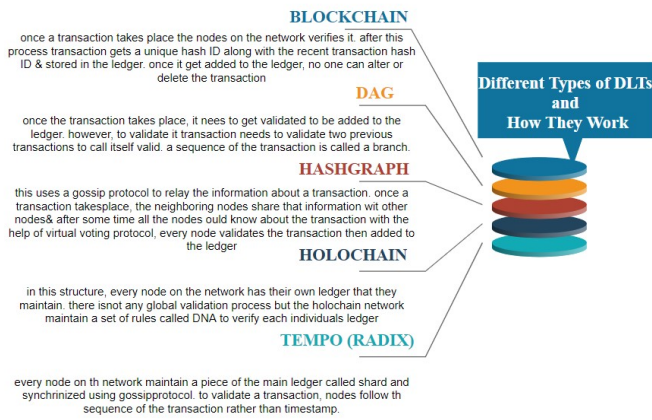 BLOCKCHAIN
once a transaction takes place the nodes on the network verifies it. after this
process transaction gets a unique hash ID along with the recent transaction hash
ID & stored in the ledger. once it get added to the ledger, no one can alter or
delete the transaction
DAG
once the transaction takes place, it nees to get validated to be added to the
ledger. however, to validate it transaction needs to validate two previous
transactions to call itself valid. a sequence of the transaction is called a branch.
HASHGRAPH
this uses a gossip protocol to relay the information about a transaction. once a
transaction takesplace, the neighboring nodes share that information wit other
nodes& after some time all the nodes ould know about the transaction with the
help of virtual voting protocol, every node validates the transaction then added to
the ledger
HOLOCHAIN
in this structure, every node on the network has their own ledger that they
maintain. there isnot any global validation process but the holochain network
maintain a set of rules called DNA to verify each individuals ledger
TEMPO (RADIX)
every node on th network maintain a piece of the main ledger called shard and
synchrinized using gossipprotocol. to validate a transaction, nodes follow th
sequence of the transaction rather than timestamp.
Different Types of DLTs
and
How They Work